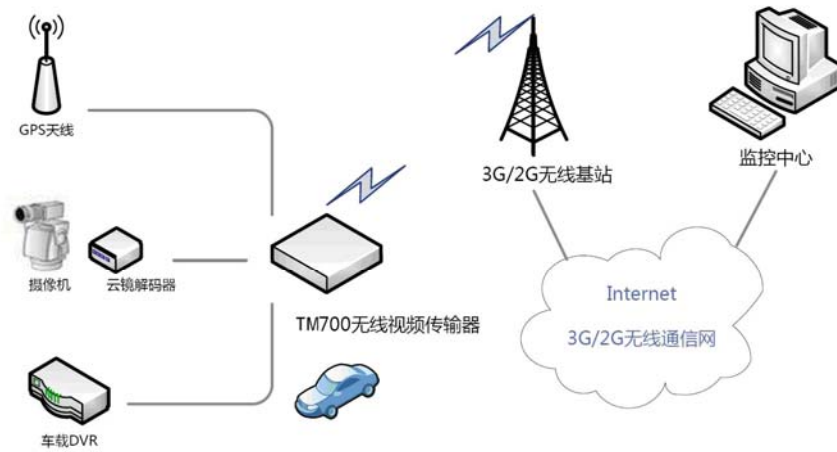 GPS天线
3G/2G无线基站
监控中心
摄像机
云镜解码器
Internet
TM700无线视频传输器
3G/2G无线通信网
车载DVR